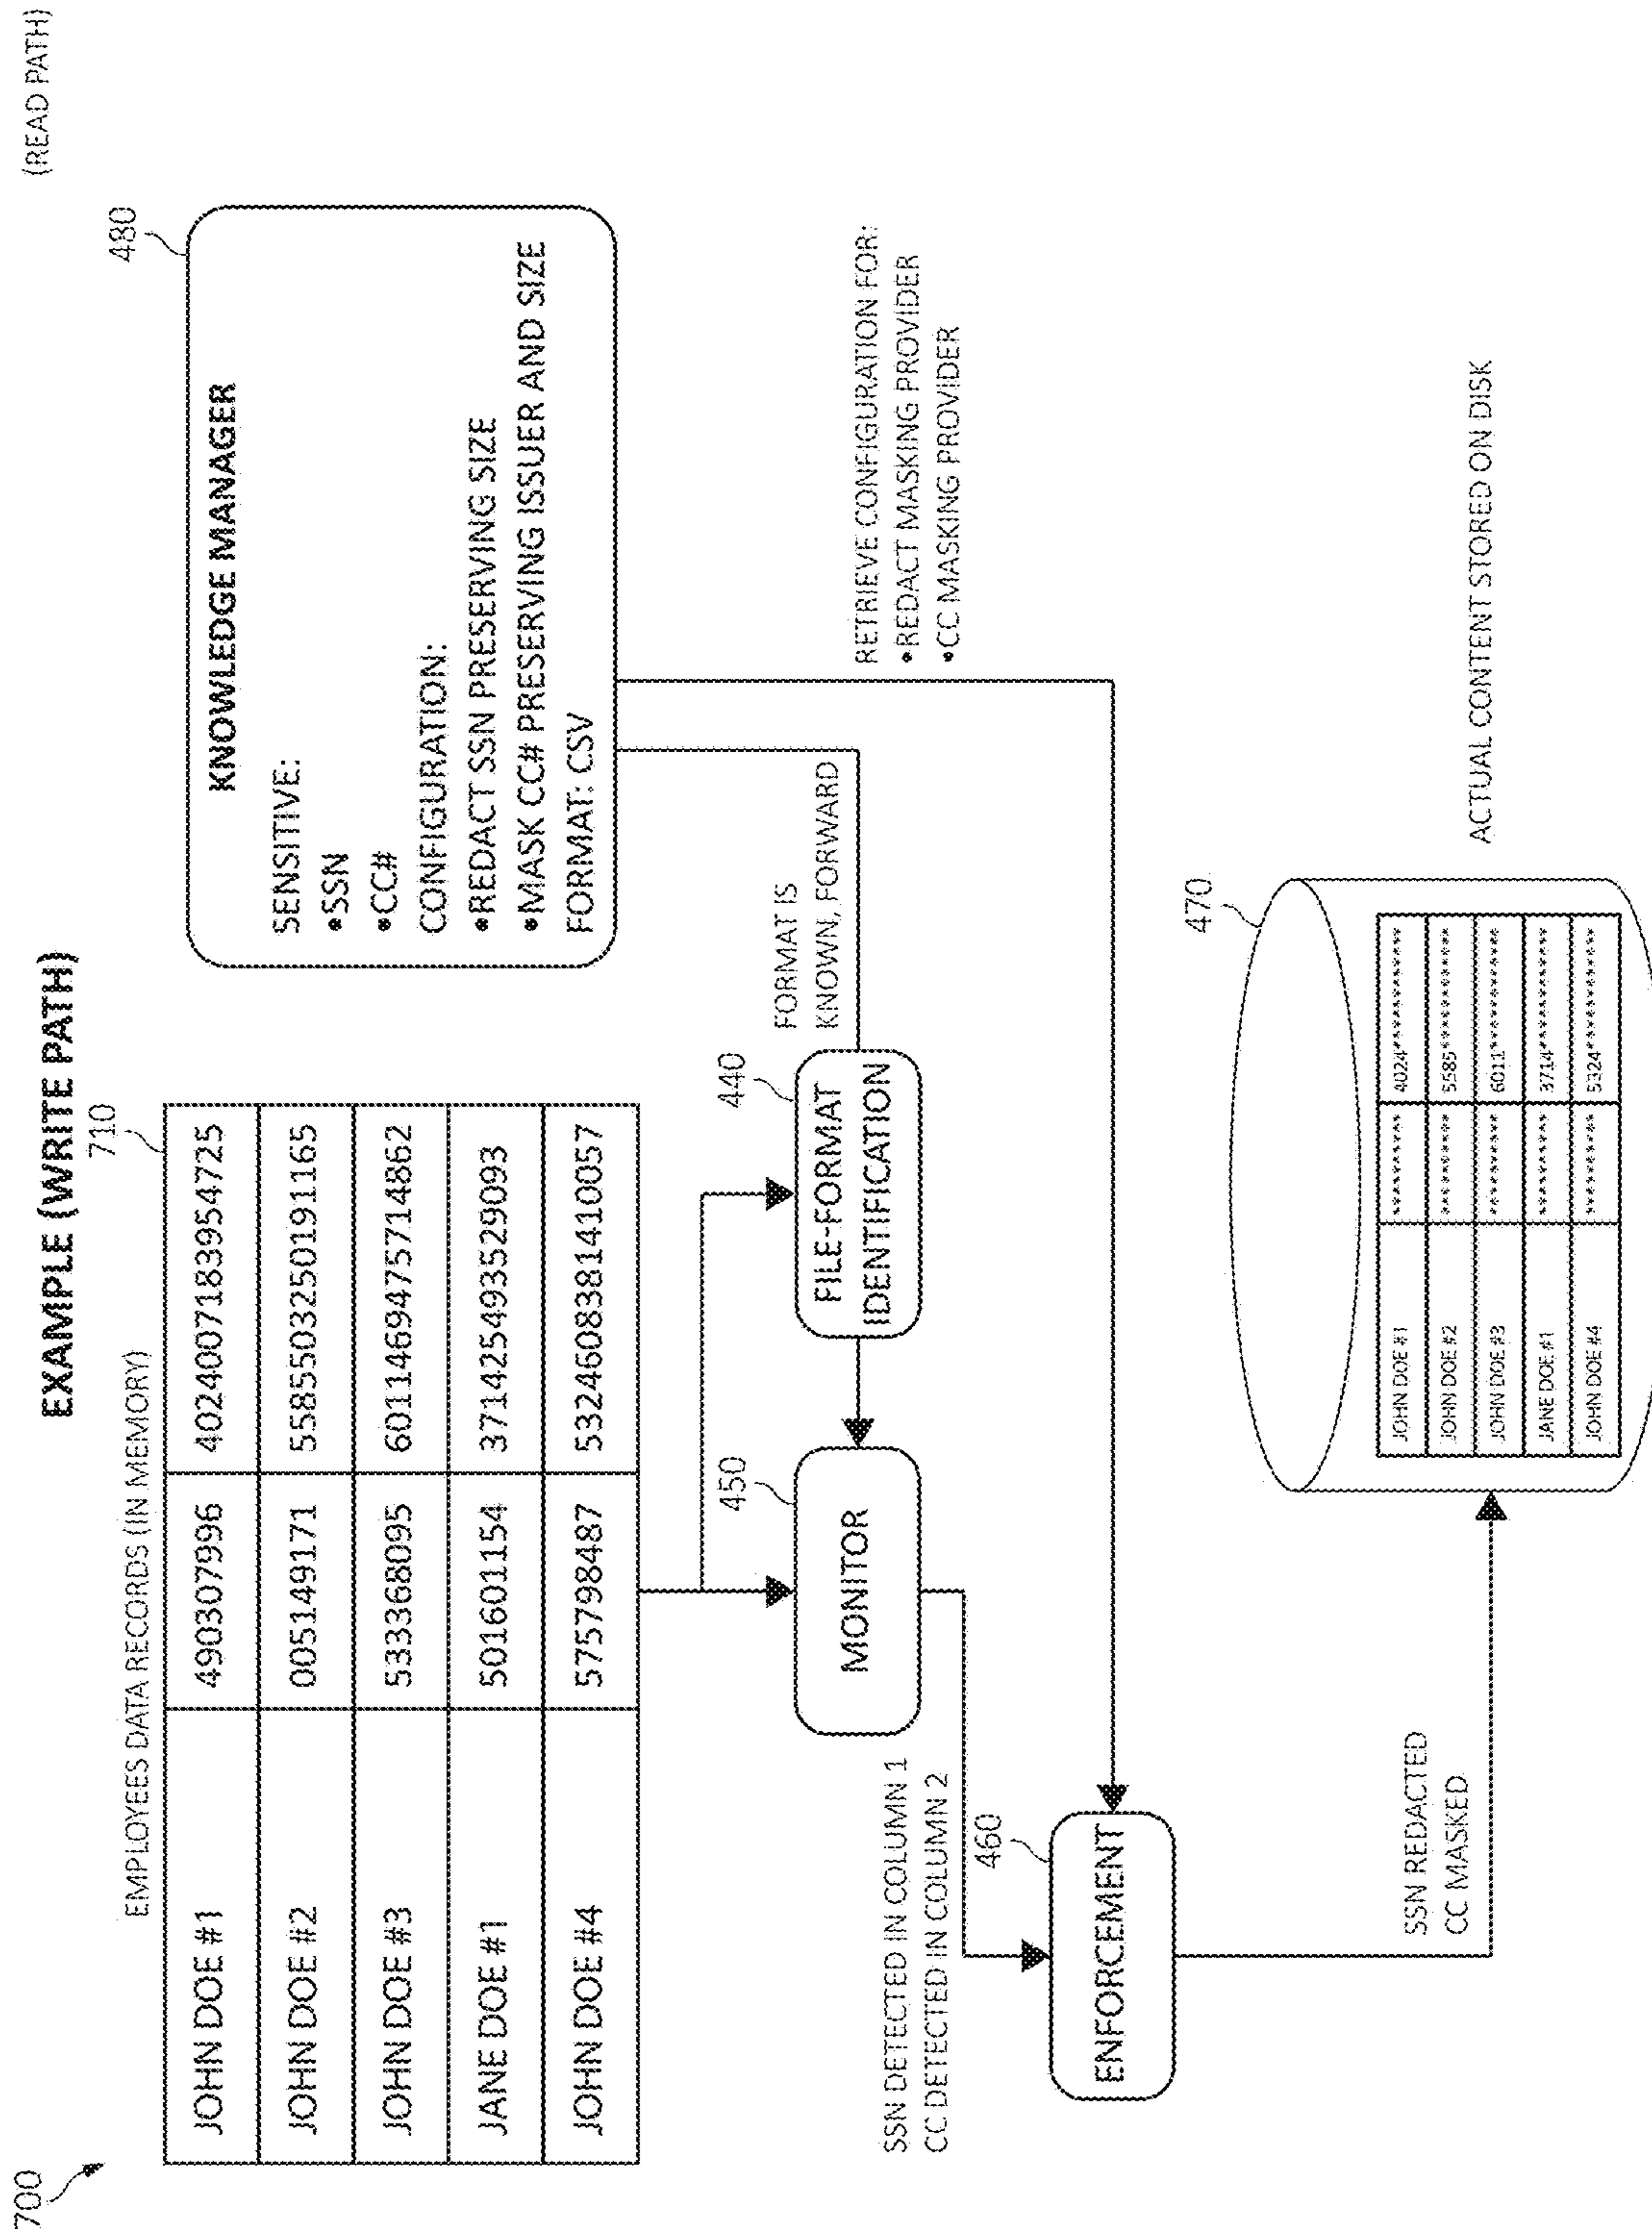 700
EXAMPLE (WRITE PATH)
(READ PATH)
EMPLOYEES DATA RECORDS (IN MEMORY)
710
JOHN DOE #1 490307996 4024007183954725
JOHN DOE #2 005149171 5585503250191165
JOHN DOE #3 533368095 6011469475714862
JANE DOE #1 501601154 371425493529093
JOHN DOE #4 575798487 5324608381410057
480
KNOWLEDGE MANAGER
SENSITIVE:
•SSN
•CC#
CONFIGURATION:
•REDACT SSN PRESERVING SIZE
•MASK CC# PRESERVING ISSUER AND SIZE
FORMAT: CSV
450
MONITOR
440
FILE-FORMAT
IDENTIFICATION
FORMAT IS
KNOWN, FORWARD
RETRIEVE CONFIGURATION FOR:
•REDACT MASKING PROVIDER
•CC MASKING PROVIDER
SSN DETECTED IN COLUMN 1
CC DETECTED IN COLUMN 2
460
ENFORCEMENT
SSN REDACTED
CC MASKED
470
JOHN DOE #1 ********* 4024************
JOHN DOE #2 ********* 5585************
JOHN DOE #3 ********* 6011************
JANE DOE #1 ********* 3714***********
JOHN DOE #4 ********* 5324************
ACTUAL CONTENT STORED ON DISK